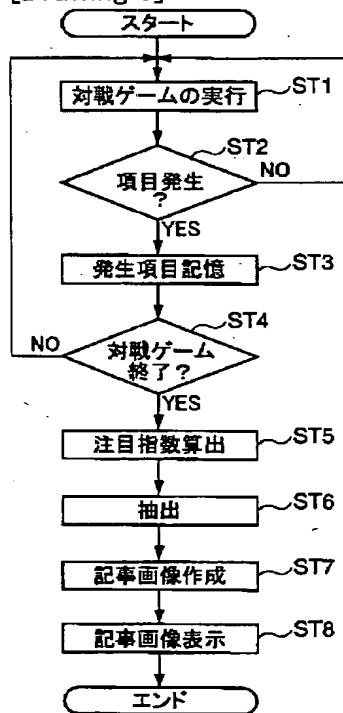 スタート
対戦ゲームの実行
ST1
ST2
項目発生
?
NO
YES
発生項目記憶
ST3
ST4
NO
対戦ゲーム
終了?
YES
注目指数算出
ST5
抽出
ST6
記事画像作成
ST7
記事画像表示
ST8
エンド